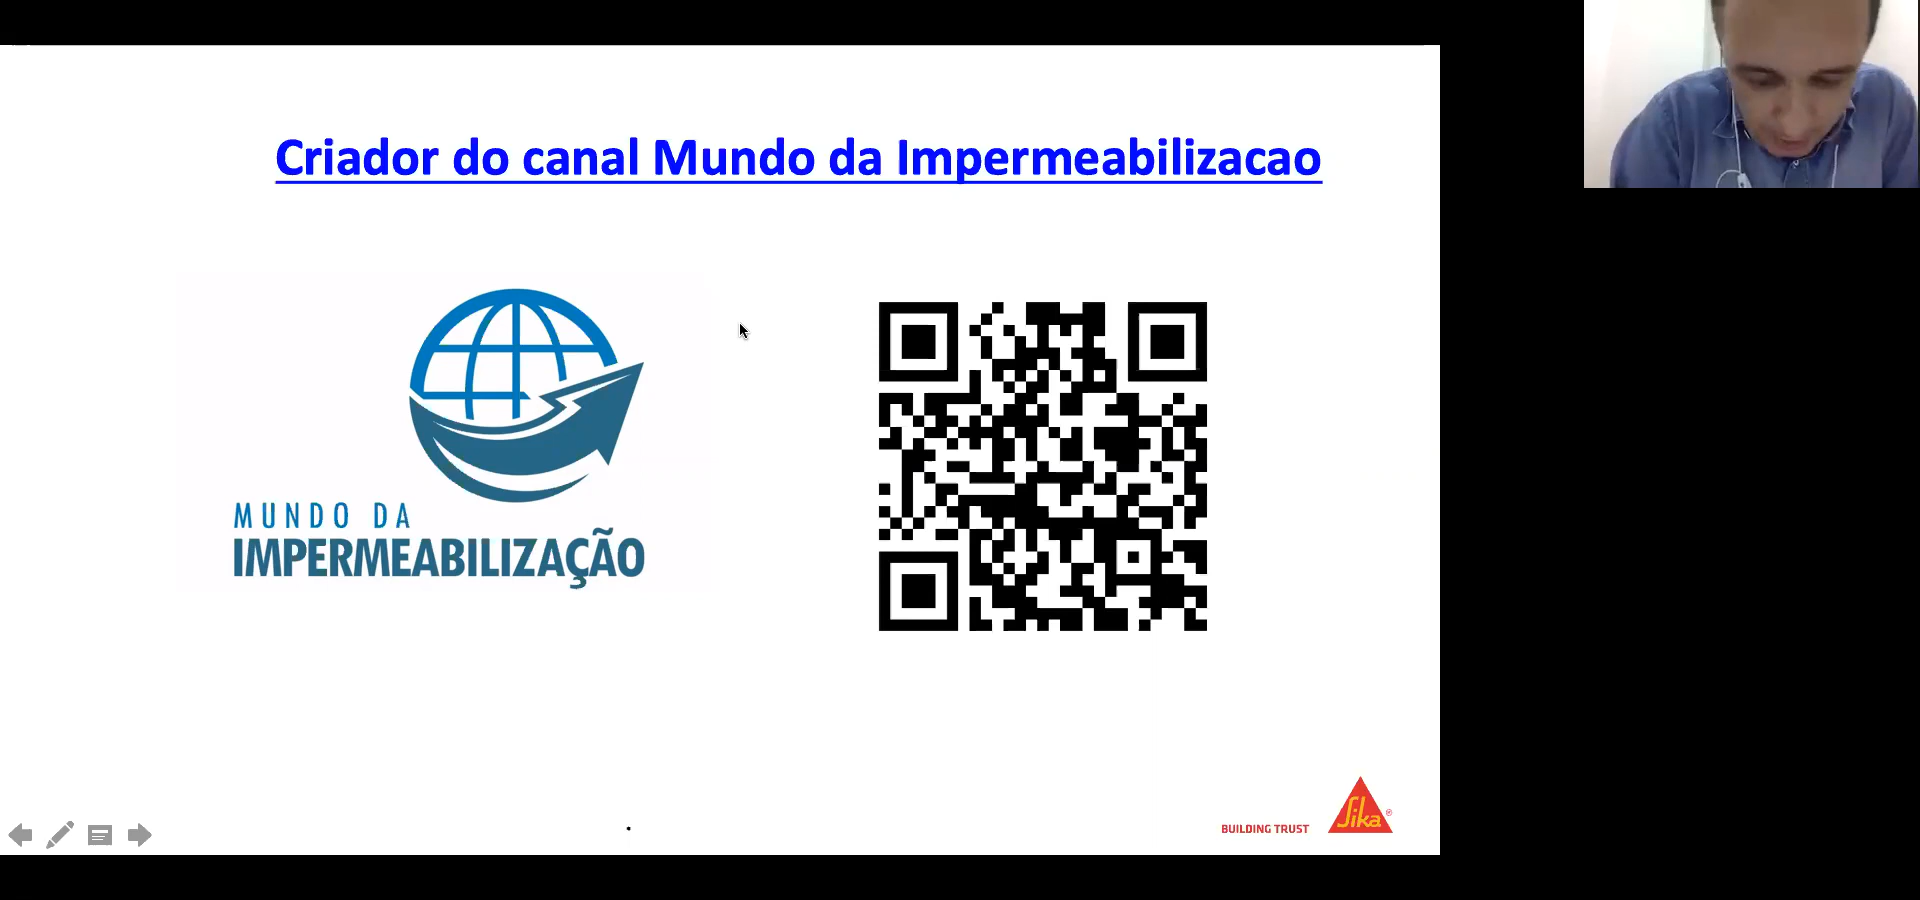 Criador do canal Mundo da Impermeabilizacao
MUNDO DA
IMPERMEABILIZAÇÃO
BUILDING TRUST
Sika®